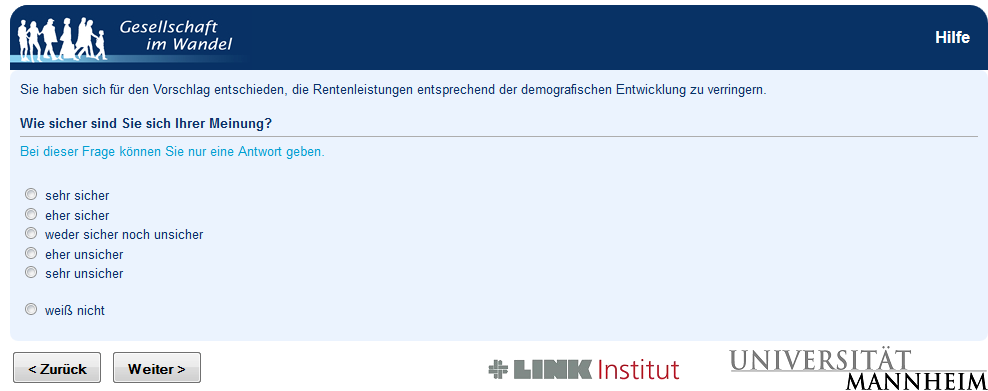 Gesellschaft
im Wandel
Hilfe
Sie haben sich für den Vorschlag entschieden, die Rentenleistungen entsprechend der demografischen Entwicklung zu verringern.
Wie sicher sind Sie sich Ihrer Meinung?
Bei dieser Frage können Sie nur eine Antwort geben.
sehr sicher
eher sicher
weder sicher noch unsicher
eher unsicher
sehr unsicher
weiß nicht
< Zurück Weiter >
LINK Institut
UNIVERSITÄT
MANNHEIM